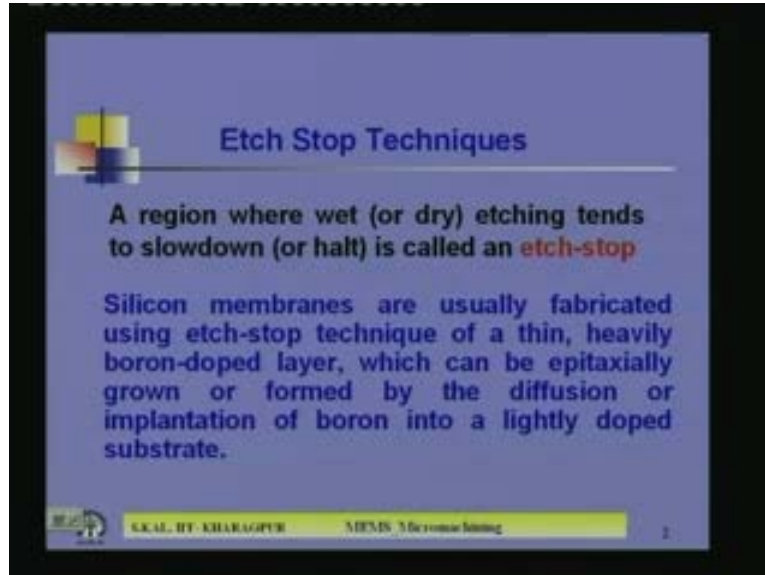 Etch Stop Techniques
A region where wet (or dry) etching tends
to slowdown (or halt) is called an etch-stop
Silicon membranes are usually fabricated
using etch-stop technique of a thin, heavily
boron-doped layer, which can be epitaxially
grown or formed by the diffusion or
implantation of boron into a lightly doped
substrate.
S.KAL, IIT- KHARAGPUR MEMS_Micromachining 2